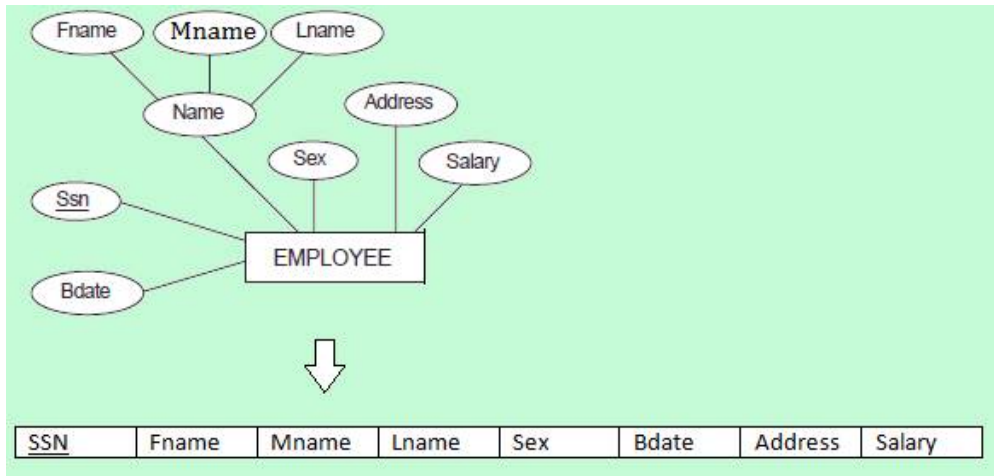 Fname Mname Lname
Name
Address
Sex
Salary
Ssn
EMPLOYEE
Bdate
SSN Fname Mname Lname Sex Bdate Address Salary